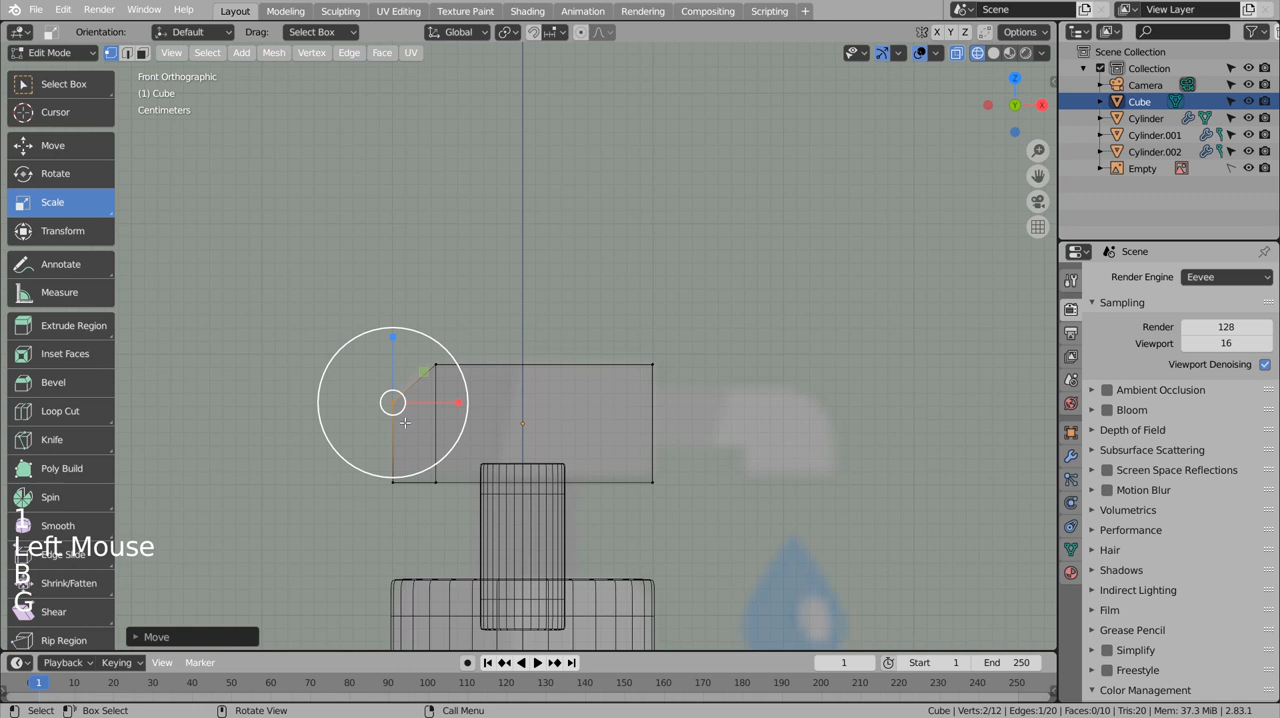 File Edit Render Window Help Layout Modeling Sculpting UV Editing Texture Paint Shading Animation Rendering Compositing Scripting + Scene View Layer
Orientation: Default Drag: Select Box Global X Y Z Options
Edit Mode View Select Add Mesh Vertex Edge Face UV
Front Orthographic
(1) Cube
Centimeters
Z
Y
X
Select Box
Cursor
Move
Rotate
Scale
Transform
Annotate
Measure
Extrude Region
Inset Faces
Bevel
Loop Cut
Knife
Poly Build
Spin
Smooth
Edge Slide
Shrink/Fatten
Shear
Rip Region
1
Left Mouse
B
G
Move
Scene Collection
Collection
Camera
Cube
Cylinder
Cylinder.001
Cylinder.002
Empty
Scene
Render Engine Eevee
Sampling
Render 128
Viewport 16
Viewport Denoising
Ambient Occlusion
Bloom
Depth of Field
Subsurface Scattering
Screen Space Reflections
Motion Blur
Volumetrics
Performance
Hair
Shadows
Indirect Lighting
Film
Grease Pencil
Simplify
Freestyle
Color Management
Playback Keying View Marker 1 Start 1 End 250
1 10 20 30 40 50 60 70 80 90 100 110 120 130 140 150 160 170 180 190 200 210 220 230 240 250
Select Box Select Rotate View Call Menu Cube | Verts:2/12 | Edges:1/20 | Faces:0/10 | Tris:20 | Mem: 37.3 MiB | 2.83.1